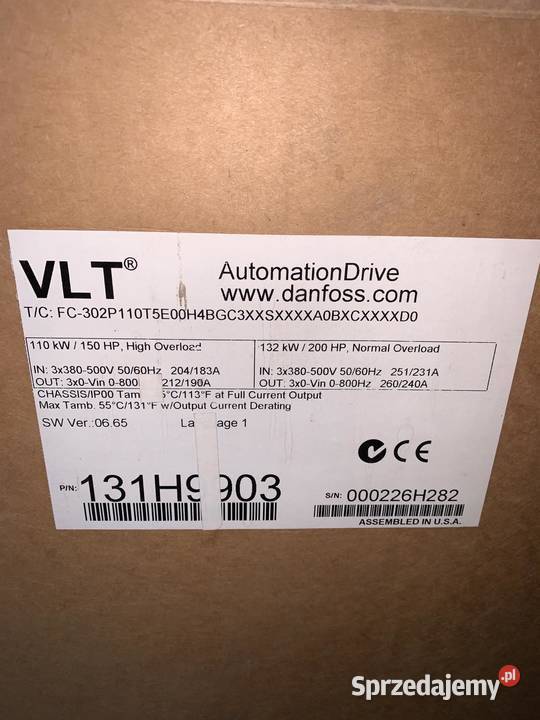 VLT®
AutomationDrive
www.danfoss.com
T/C: FC-302P110T5E00H4BGC3XXSXXXXA0BXCXXXXD0
110 kW / 150 HP, High Overload
IN: 3x380-500V 50/60Hz 204/183A
OUT: 3x0-Vin 0-800 212/190A
132 kW / 200 HP, Normal Overload
IN: 3x380-500V 50/60Hz 251/231A
OUT: 3x0-Vin 0-800Hz 260/240A
CHASSIS/IP00 Tam 5°C/113°F at Full Current Output
Max Tamb. 55°C/131°F w/Output Current Derating
SW Ver.:06.65 La age 1
CE
P/N: 131H9903
S/N: 000226H282
ASSEMBLED IN U.S.A.
Sprzedajemy.pl